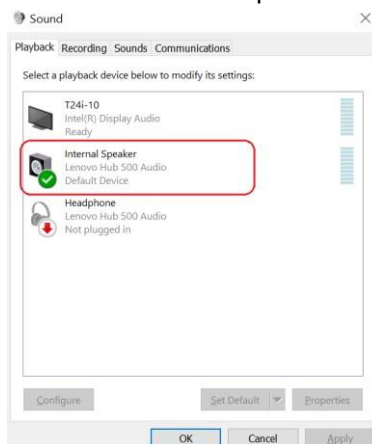 Sound
Playback Recording Sounds Communications
Select a playback device below to modify its settings:
T24i-10
Intel(R) Display Audio
Ready
Internal Speaker
Lenovo Hub 500 Audio
Default Device
Headphone
Lenovo Hub 500 Audio
Not plugged in
Configure Set Default Properties
OK Cancel Apply